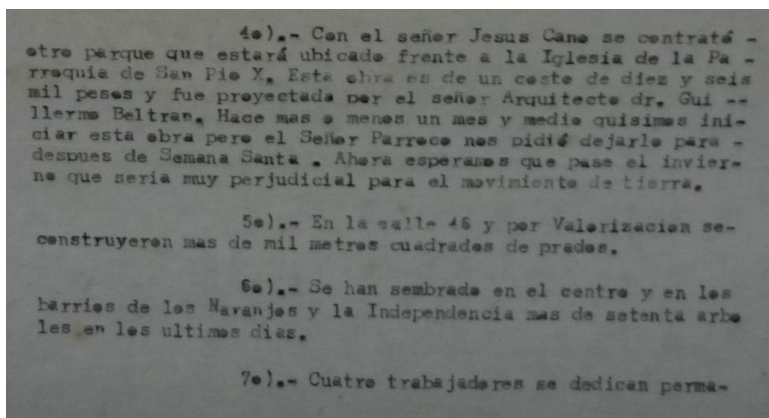 4o).- Con el señor Jesus Cano se contrató -
otro parque que estará ubicado frente a la Iglesia de la Pa -
rroquia de San Pio X. Esta obra es de un costo de diez y seis
mil pesos y fue proyectada por el señor Arquitecto dr. Gui --
llermo Beltran. Hace mas o menos un mes y medio quisimos ini-
ciar esta obra pero el Señor Parroco nos pidió dejarlo para -
despues de Semana Santa . Ahora esperamos que pase el invier-
no que seria muy perjudicial para el movimiento de tierra.
5o).- En la calle 46 y por Valorizacion se-
construyeron mas de mil metros cuadrados de prados.
6o).- Se han sembrado en el centro y en los
barrios de los Naranjos y la Independencia mas de setenta arbo
les en los ultimos dias.
7o).- Cuatro trabajadores se dedican perma-